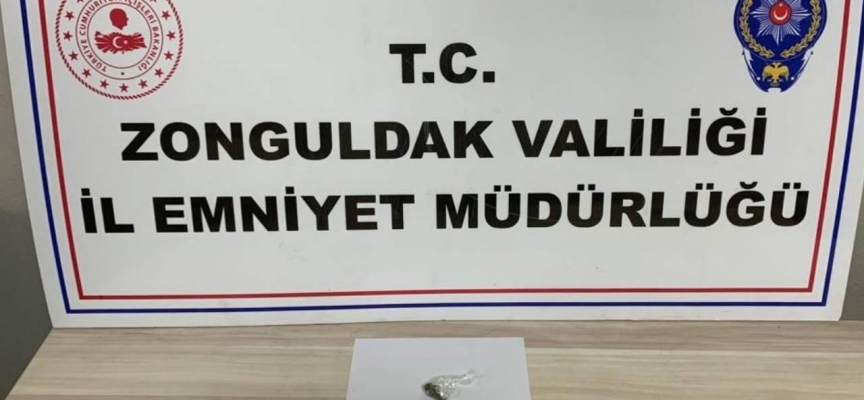 T.C.
ZONGULDAK VALİLİĞİ
İL EMNİYET MÜDÜRLÜĞÜ